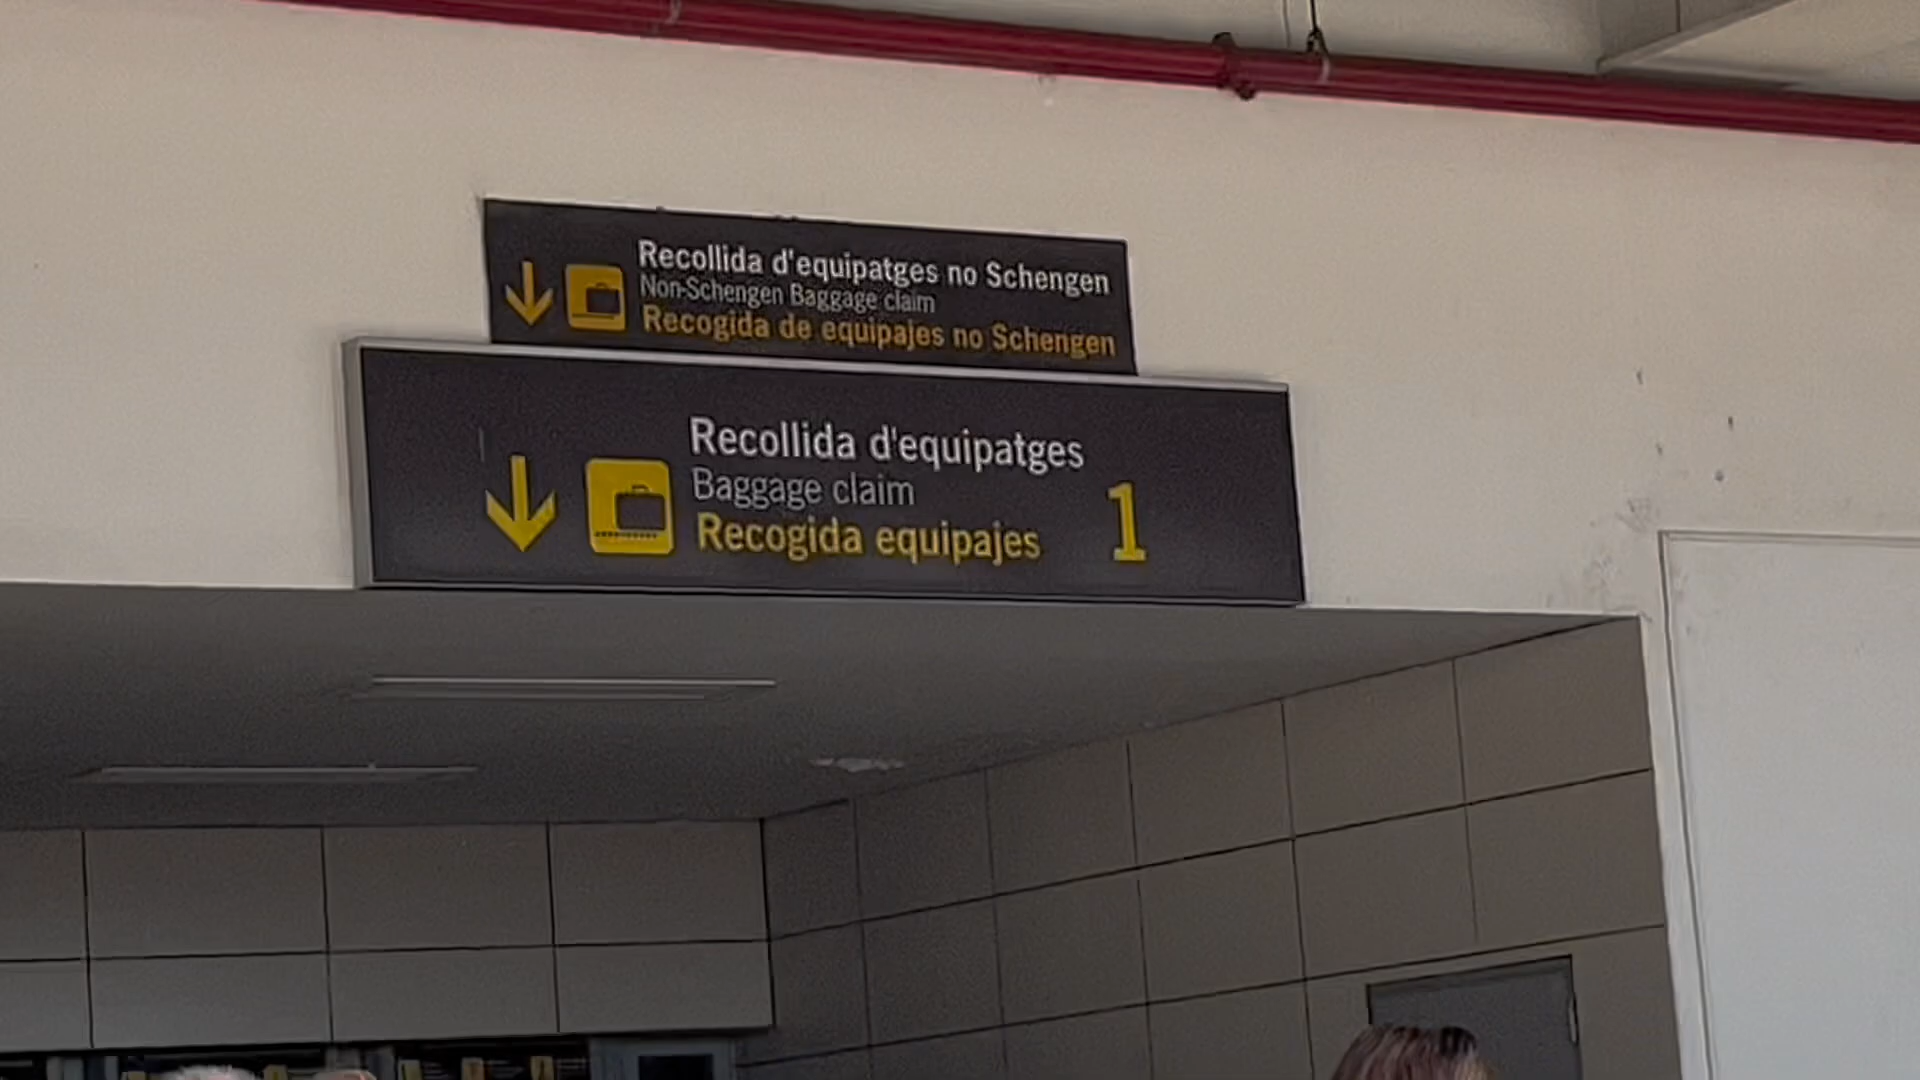 Recollida d'equipatges no Schengen
Non-Schengen Baggage claim
Recogida de equipajes no Schengen
Recollida d'equipatges
Baggage claim
Recogida equipajes
1